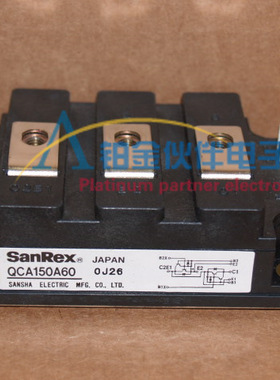 铂金伙伴电子
Platinum partner electronic
SanRex® JAPAN
QCA150A60 0J26
SANSHA ELECTRIC MFG. CO., LTD.
C2E1
E2
C1